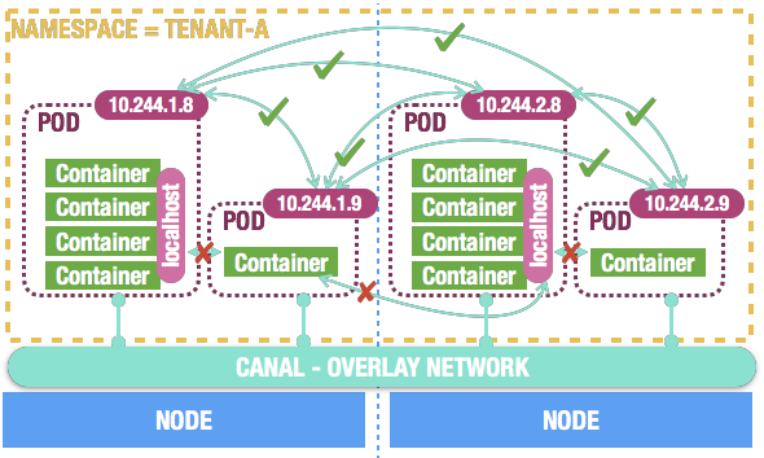 NAMESPACE = TENANT-A
10.244.1.8
POD
Container
Container
Container
Container
localhost
10.244.1.9
POD
Container
10.244.2.8
POD
Container
Container
Container
Container
localhost
10.244.2.9
POD
Container
CANAL - OVERLAY NETWORK
NODE
NODE